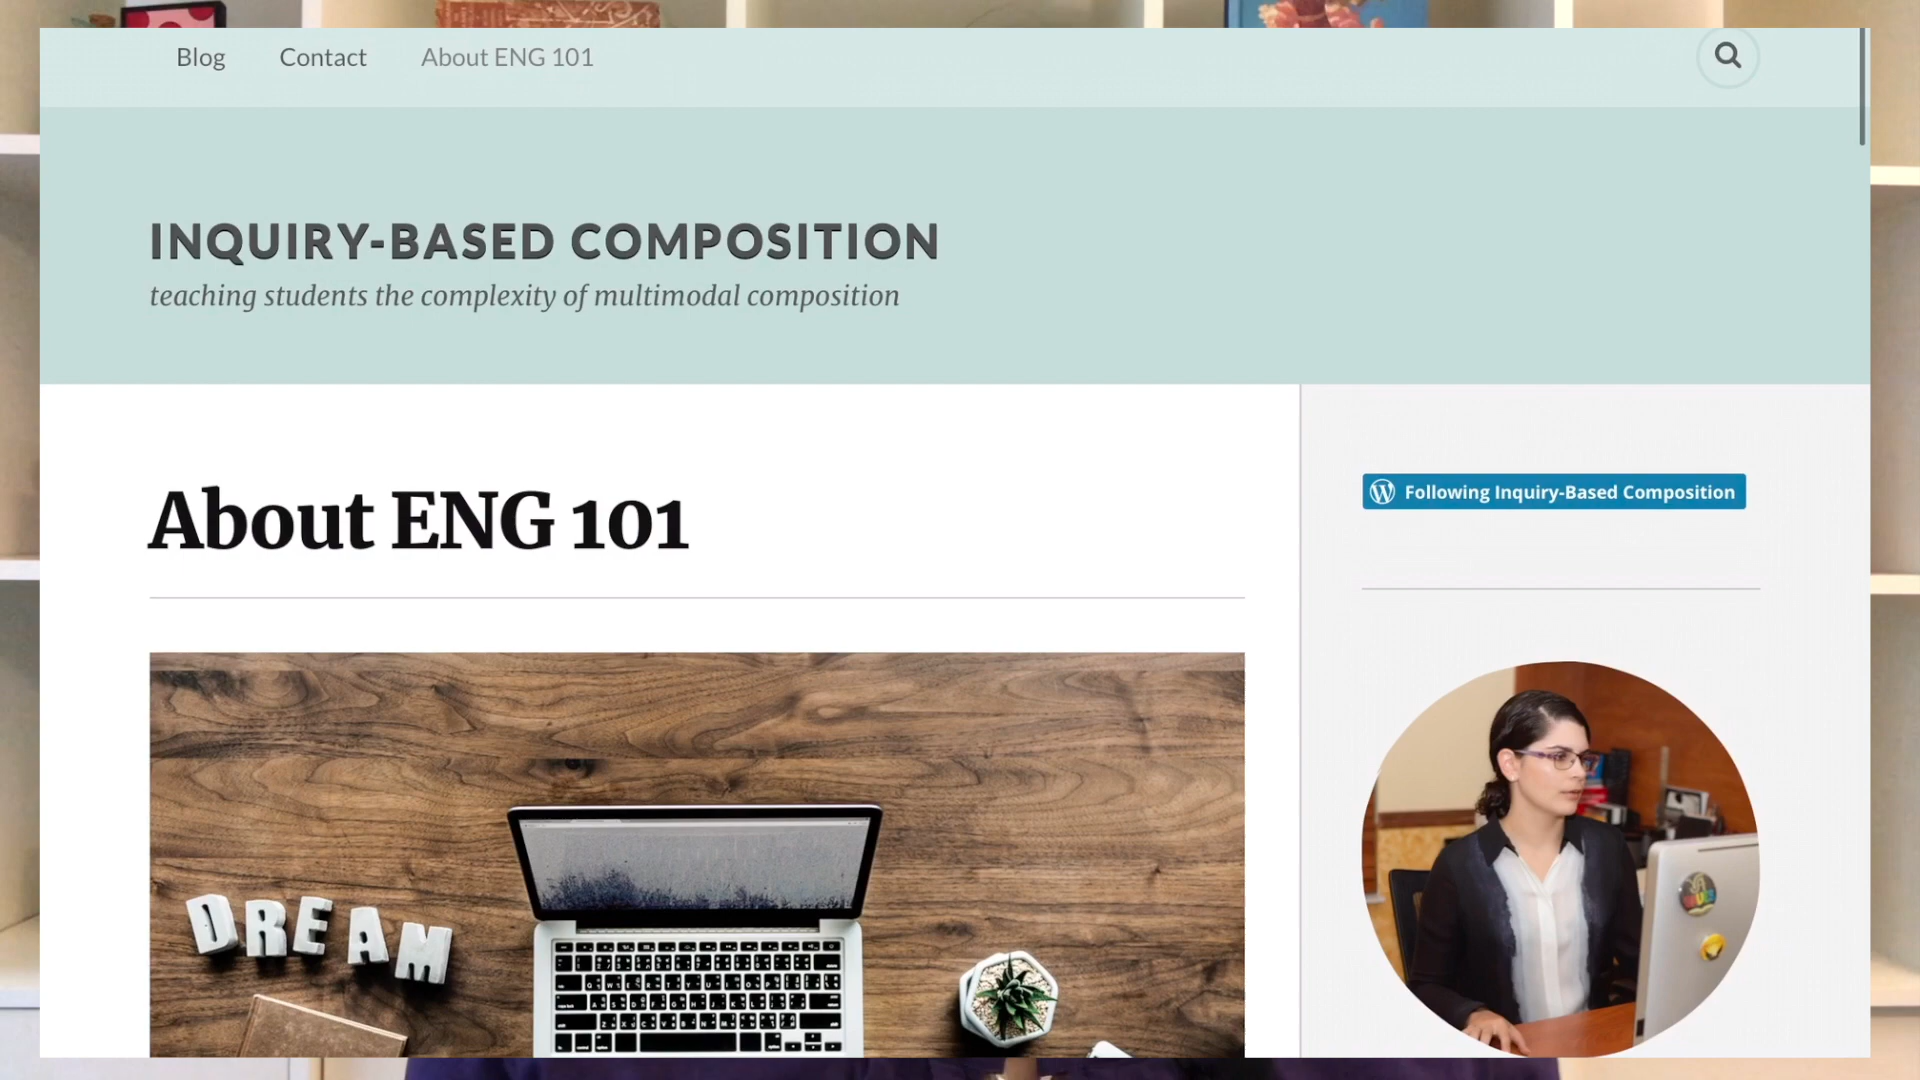 Blog
Contact
About ENG 101
INQUIRY-BASED COMPOSITION
teaching students the complexity of multimodal composition
Following Inquiry-Based Composition
About ENG 101
DREAM